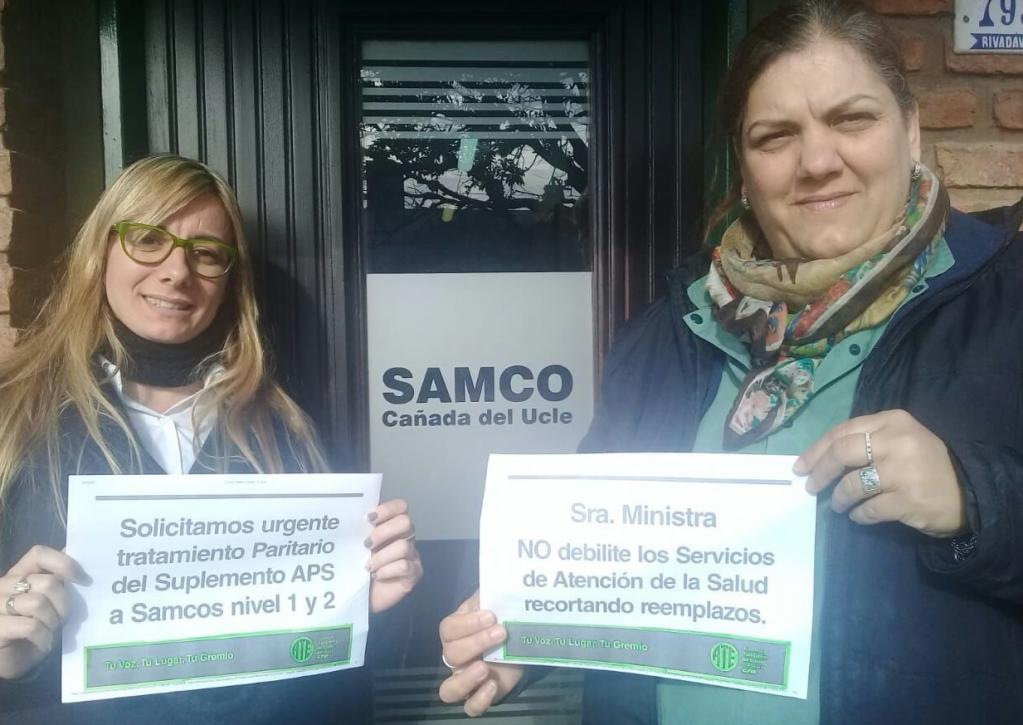 793
RIVADAV
SAMCO
Cañada del Ucle
Solicitamos urgente
tratamiento Paritario
del Suplemento APS
a Samcos nivel 1 y 2
Tu Voz, Tu Lugar, Tu Gremio
ATE
Sra. Ministra
NO debilite los Servicios
de Atención de la Salud
recortando reemplazos.
Tu Voz, Tu Lugar, Tu Gremio
ATE